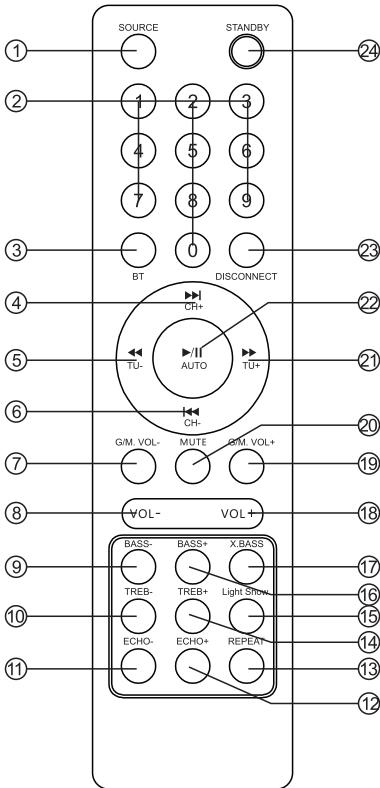 SOURCE STANDBY
1 24
2 1 2 3
4 5 6
7 8 9
3 0 23
BT DISCONNECT
4 ▶▶| 22
CH+
5 ◀◀ ▶/II ▶▶ 21
TU- AUTO TU+
6 |◀◀
CH- 20
G/M. VOL- MUTE G/M. VOL+
7 19
8 VOL- VOL+ 18
BASS- BASS+ X.BASS
9 17
16
TREB- TREB+ Light Show
10 15
14
ECHO- ECHO+ REPEAT
11 13
12